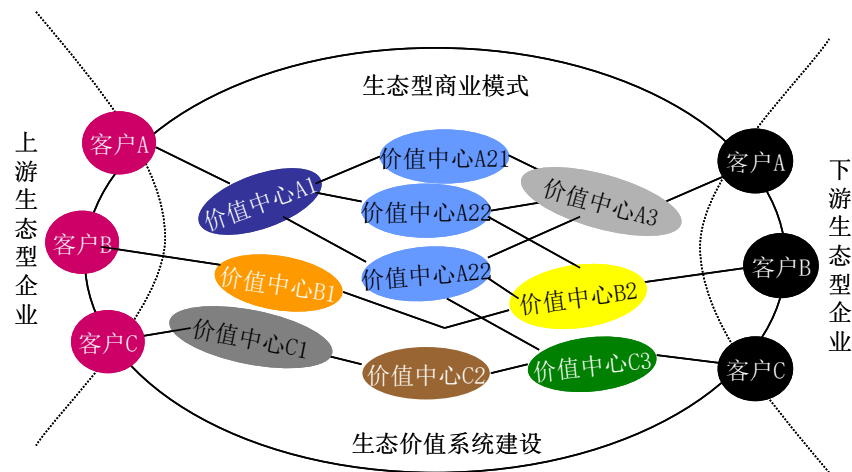 生态型商业模式
上游生态型企业
客户A
客户B
客户C
价值中心A1
价值中心B1
价值中心C1
价值中心A21
价值中心A22
价值中心A22
价值中心C2
价值中心A3
价值中心B2
价值中心C3
客户A
客户B
客户C
下游生态型企业
生态价值系统建设